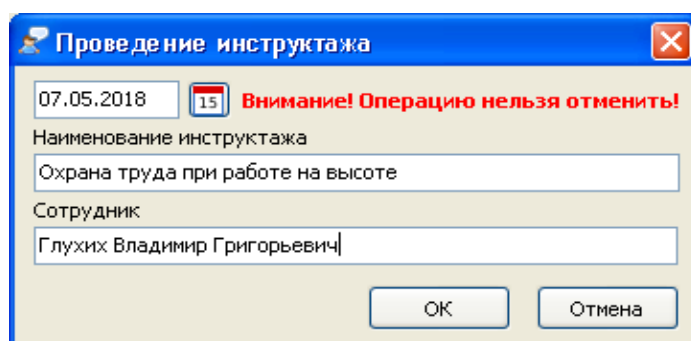 Проведение инструктажа
07.05.2018 15 Внимание! Операцию нельзя отменить!
Наименование инструктажа
Охрана труда при работе на высоте
Сотрудник
Глухих Владимир Григорьевич
ОК Отмена